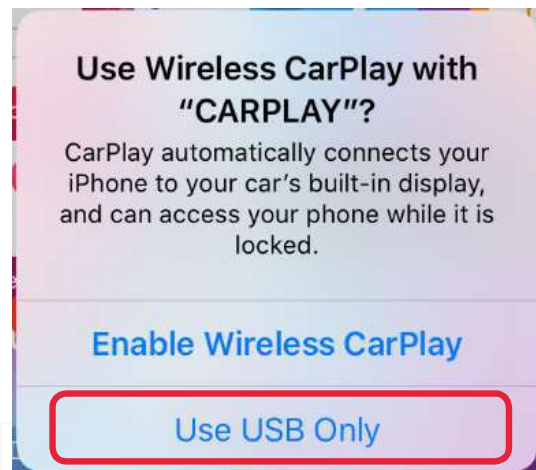 Use Wireless CarPlay with
“CARPLAY”?
CarPlay automatically connects your
iPhone to your car’s built-in display,
and can access your phone while it is
locked.
Enable Wireless CarPlay
Use USB Only